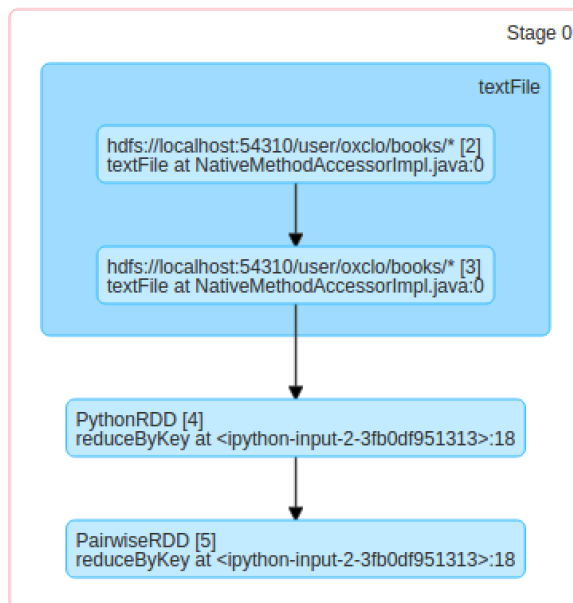 Stage 0
textFile
hdfs://localhost:54310/user/oxclo/books/* [2]
textFile at NativeMethodAccessorImpl.java:0
hdfs://localhost:54310/user/oxclo/books/* [3]
textFile at NativeMethodAccessorImpl.java:0
PythonRDD [4]
reduceByKey at <ipython-input-2-3fb0df951313>:18
PairwiseRDD [5]
reduceByKey at <ipython-input-2-3fb0df951313>:18